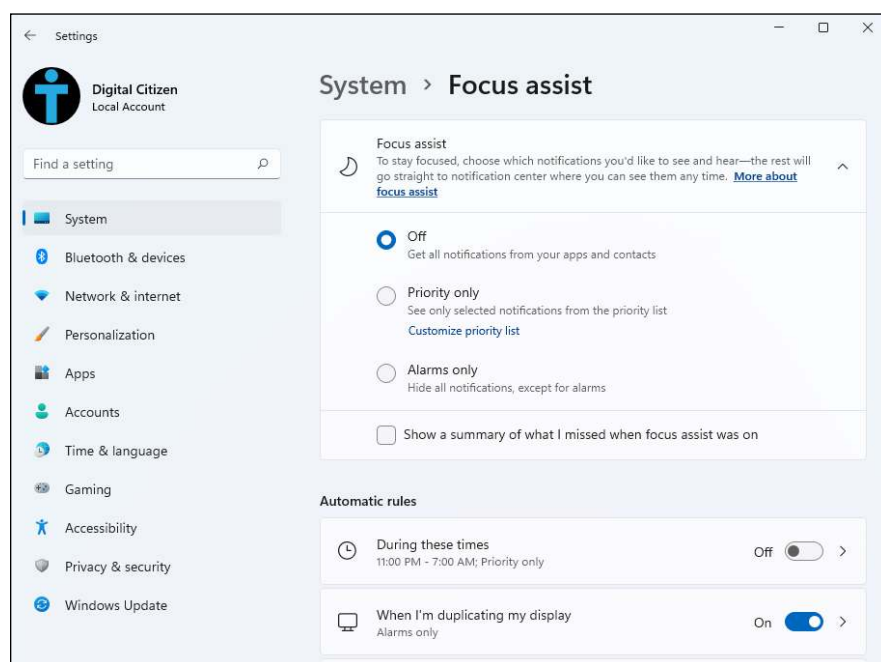 Settings
Digital Citizen
Local Account
Find a setting
System
Bluetooth & devices
Network & internet
Personalization
Apps
Accounts
Time & language
Gaming
Accessibility
Privacy & security
Windows Update
System > Focus assist
Focus assist
To stay focused, choose which notifications you'd like to see and hear—the rest will
go straight to notification center where you can see them any time. More about
focus assist
Off
Get all notifications from your apps and contacts
Priority only
See only selected notifications from the priority list
Customize priority list
Alarms only
Hide all notifications, except for alarms
Show a summary of what I missed when focus assist was on
Automatic rules
During these times
11:00 PM - 7:00 AM; Priority only
Off
When I'm duplicating my display
Alarms only
On